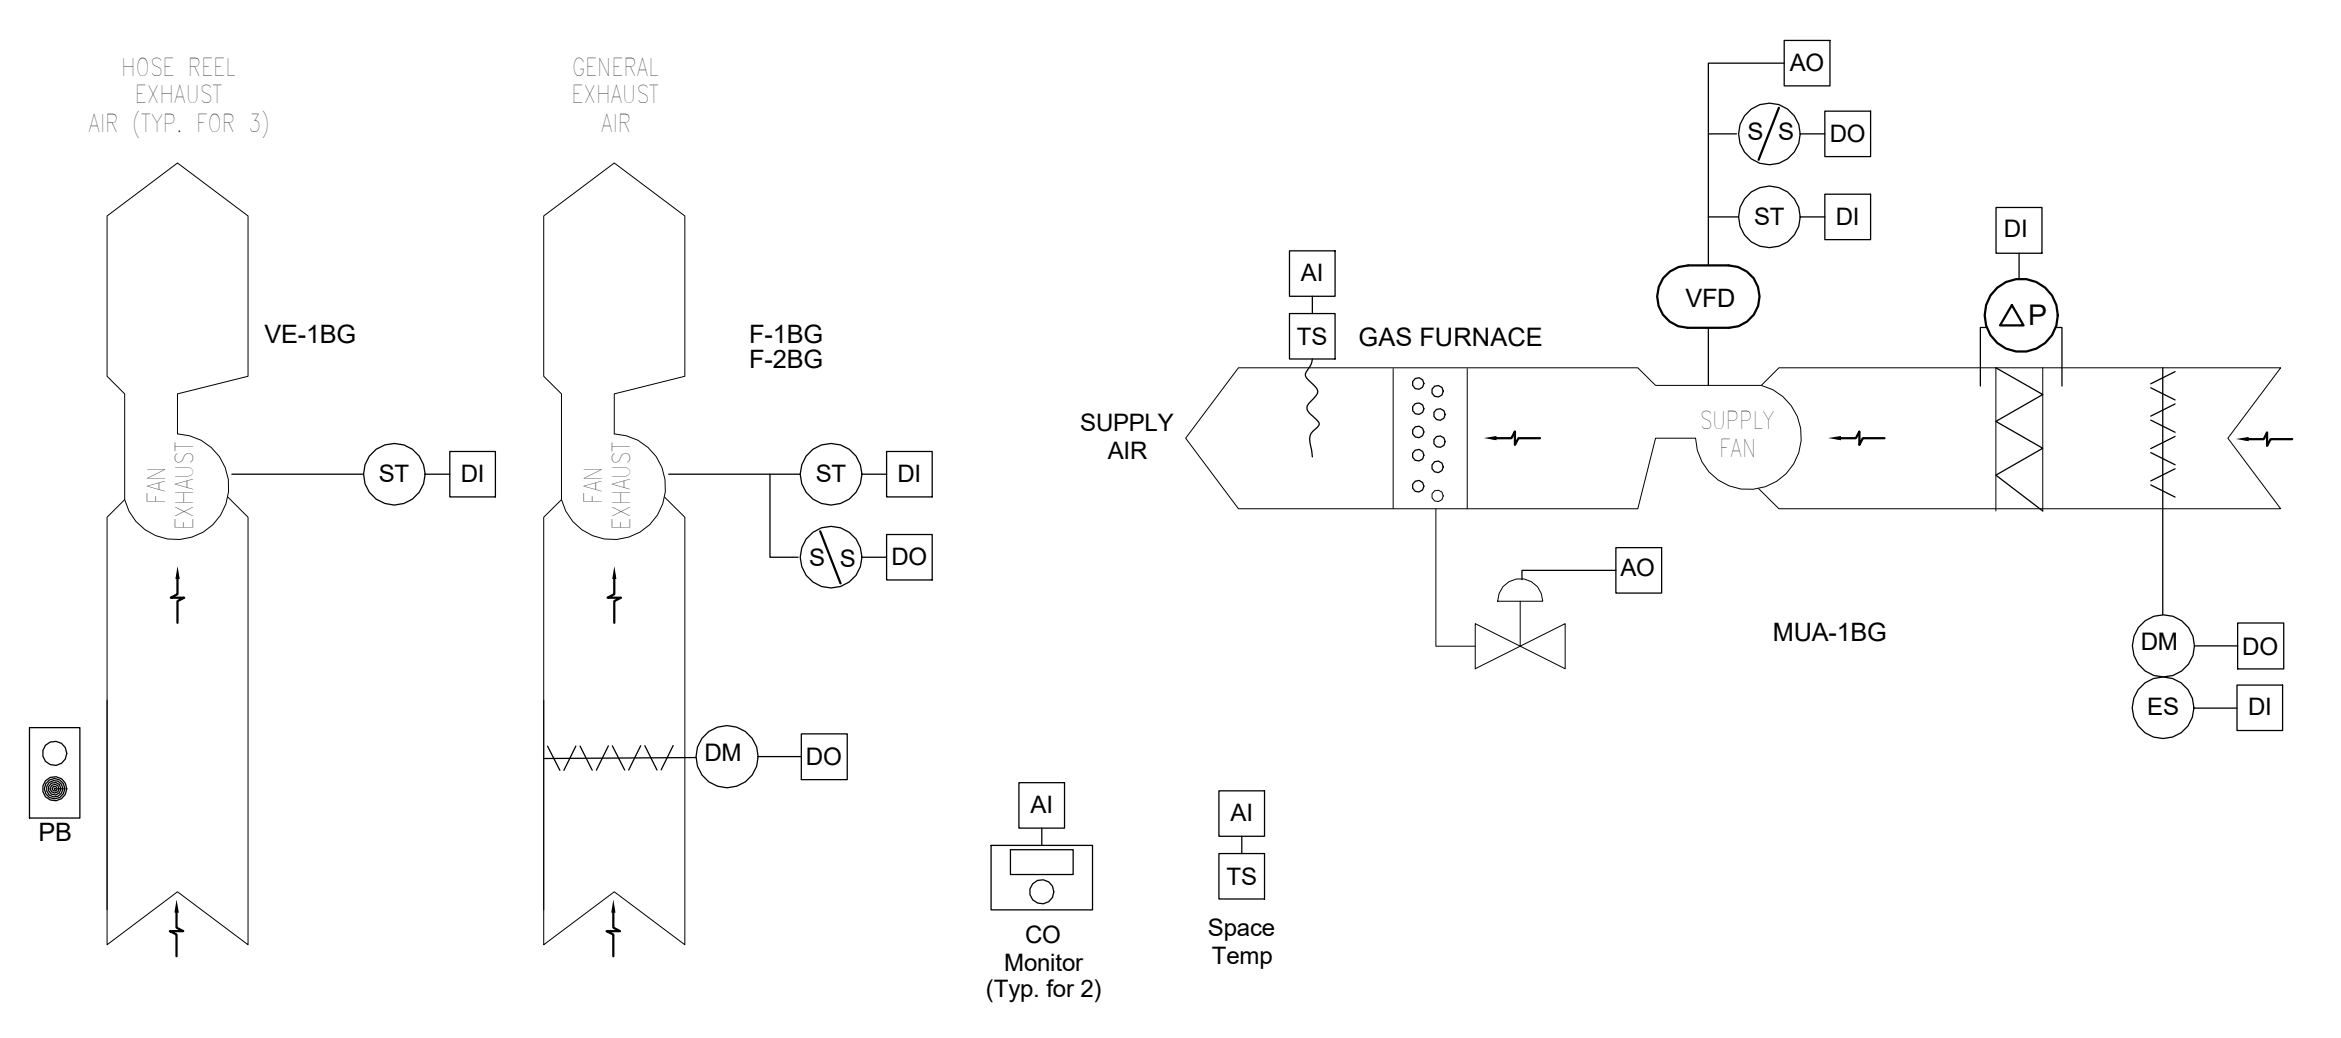 HOSE REEL
EXHAUST
AIR (TYP. FOR 3)
VE-1BG
FAN
EXHAUST
ST
DI
PB
GENERAL
EXHAUST
AIR
F-1BG
F-2BG
FAN
EXHAUST
ST
DI
S/S
DO
DM
DO
AI
CO
Monitor
(Typ. for 2)
AI
TS
Space
Temp
SUPPLY
AIR
AI
TS
GAS FURNACE
AO
S/S
DO
ST
DI
VFD
SUPPLY
FAN
DI
△P
AO
MUA-1BG
DM
DO
ES
DI